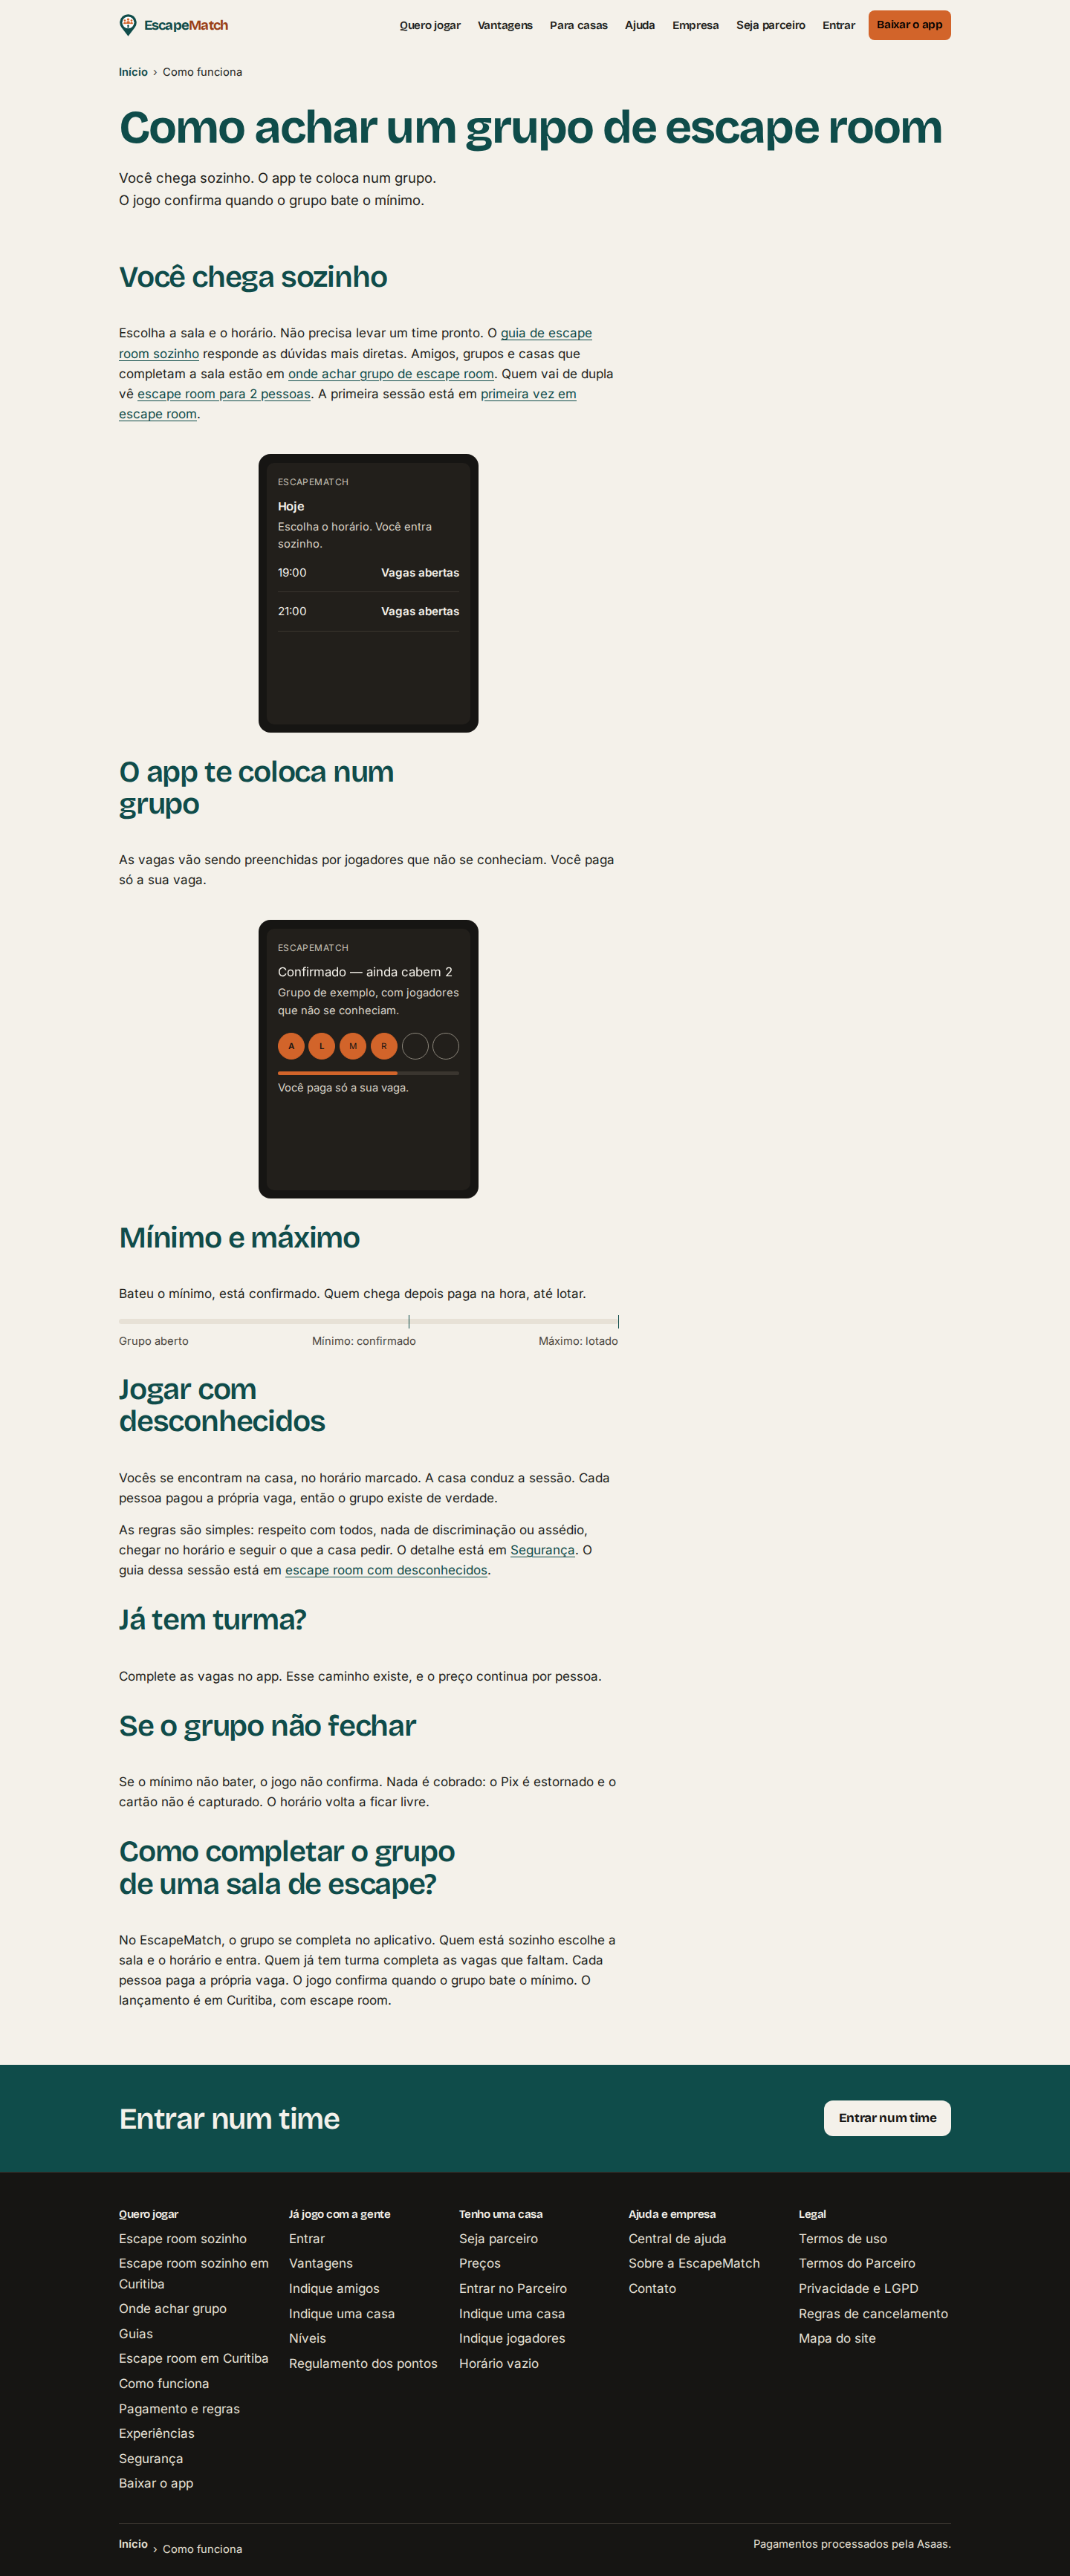 EscapeMatch
Quero jogar Vantagens Para casas Ajuda Empresa Seja parceiro Entrar Baixar o app
Início › Como funciona
Como achar um grupo de escape room
Você chega sozinho. O app te coloca num grupo.
O jogo confirma quando o grupo bate o mínimo.
Você chega sozinho
Escolha a sala e o horário. Não precisa levar um time pronto. O guia de escape
room sozinho responde as dúvidas mais diretas. Amigos, grupos e casas que
completam a sala estão em onde achar grupo de escape room. Quem vai de dupla
vê escape room para 2 pessoas. A primeira sessão está em primeira vez em
escape room.
ESCAPEMATCH
Hoje
Escolha o horário. Você entra
sozinho.
19:00 Vagas abertas
21:00 Vagas abertas
O app te coloca num
grupo
As vagas vão sendo preenchidas por jogadores que não se conheciam. Você paga
só a sua vaga.
ESCAPEMATCH
Confirmado — ainda cabem 2
Grupo de exemplo, com jogadores
que não se conheciam.
A L M R
Você paga só a sua vaga.
Mínimo e máximo
Bateu o mínimo, está confirmado. Quem chega depois paga na hora, até lotar.
Grupo aberto Mínimo: confirmado Máximo: lotado
Jogar com
desconhecidos
Vocês se encontram na casa, no horário marcado. A casa conduz a sessão. Cada
pessoa pagou a própria vaga, então o grupo existe de verdade.
As regras são simples: respeito com todos, nada de discriminação ou assédio,
chegar no horário e seguir o que a casa pedir. O detalhe está em Segurança. O
guia dessa sessão está em escape room com desconhecidos.
Já tem turma?
Complete as vagas no app. Esse caminho existe, e o preço continua por pessoa.
Se o grupo não fechar
Se o mínimo não bater, o jogo não confirma. Nada é cobrado: o Pix é estornado e o
cartão não é capturado. O horário volta a ficar livre.
Como completar o grupo
de uma sala de escape?
No EscapeMatch, o grupo se completa no aplicativo. Quem está sozinho escolhe a
sala e o horário e entra. Quem já tem turma completa as vagas que faltam. Cada
pessoa paga a própria vaga. O jogo confirma quando o grupo bate o mínimo. O
lançamento é em Curitiba, com escape room.
Entrar num time
Entrar num time
Quero jogar
Escape room sozinho
Escape room sozinho em
Curitiba
Onde achar grupo
Guias
Escape room em Curitiba
Como funciona
Pagamento e regras
Experiências
Segurança
Baixar o app
Já jogo com a gente
Entrar
Vantagens
Indique amigos
Indique uma casa
Níveis
Regulamento dos pontos
Tenho uma casa
Seja parceiro
Preços
Entrar no Parceiro
Indique uma casa
Indique jogadores
Horário vazio
Ajuda e empresa
Central de ajuda
Sobre a EscapeMatch
Contato
Legal
Termos de uso
Termos do Parceiro
Privacidade e LGPD
Regras de cancelamento
Mapa do site
Início › Como funciona
Pagamentos processados pela Asaas.